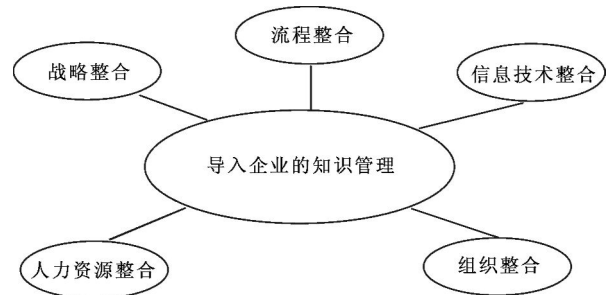 流程整合
战略整合
信息技术整合
导入企业的知识管理
人力资源整合
组织整合